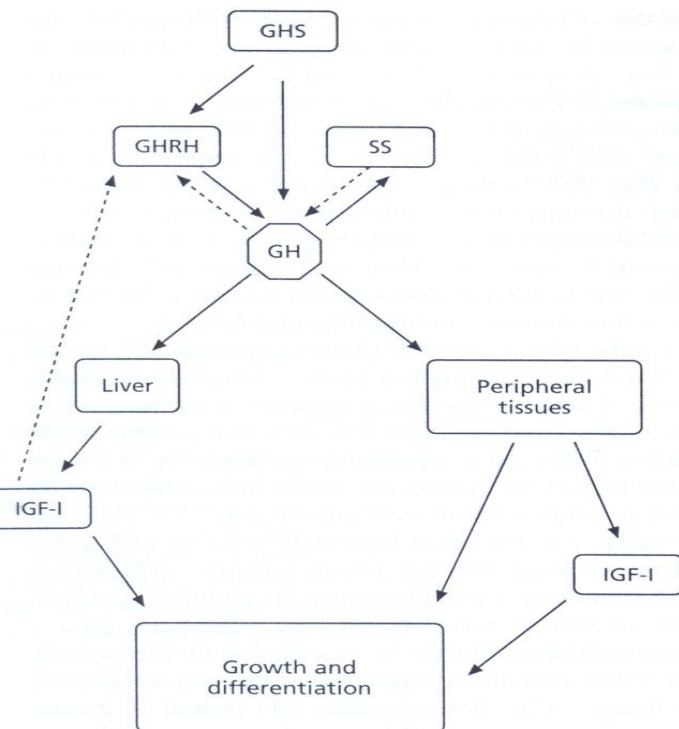 GHS
GHRH
SS
GH
Liver
Peripheral
tissues
IGF-I
IGF-I
Growth and
differentiation